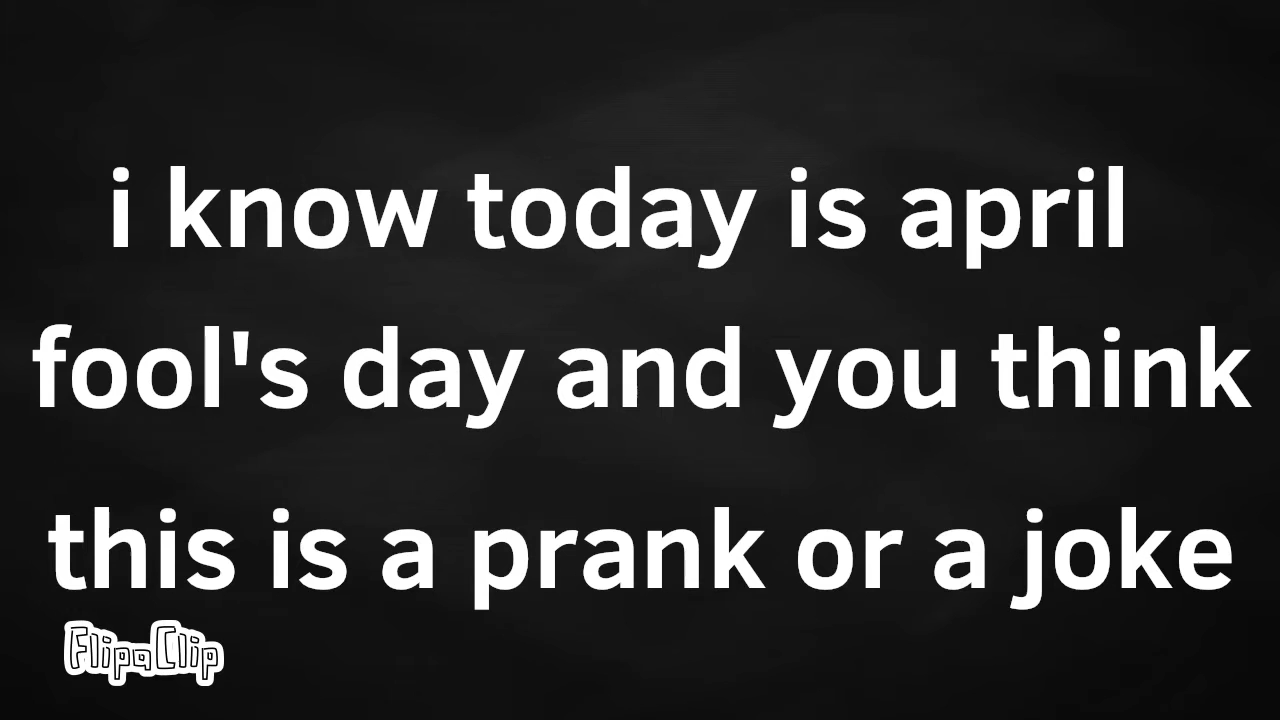 i know today is april
fool's day and you think
this is a prank or a joke
FlipaClip